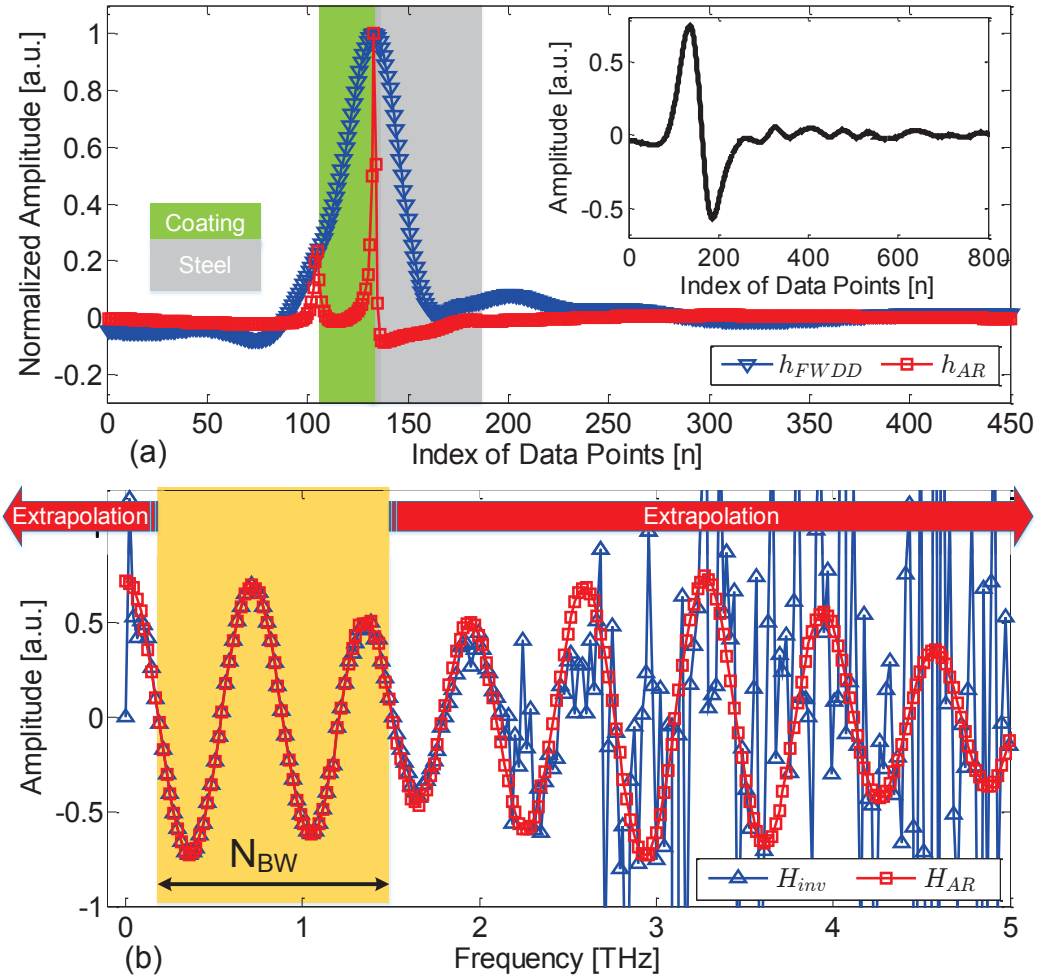 Normalized Amplitude [a.u.]
1
0.8
0.6
0.4
0.2
0
-0.2
Coating
Steel
Amplitude [a.u.]
0.5
0
-0.5
0 200 400 600 800
Index of Data Points [n]
h_FWDD h_AR
0 50 100 150 200 250 300 350 400 450
(a) Index of Data Points [n]
Extrapolation Extrapolation
Amplitude [a.u.]
1
0.5
0
-0.5
-1
N_BW
H_inv H_AR
0 1 2 3 4 5
(b) Frequency [THz]